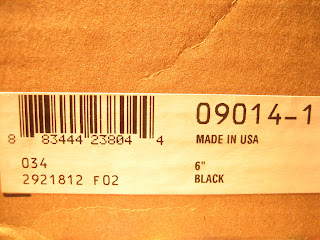 09014-1
8 83444 23804 4
MADE IN USA
034
6"
2921812 F02
BLACK